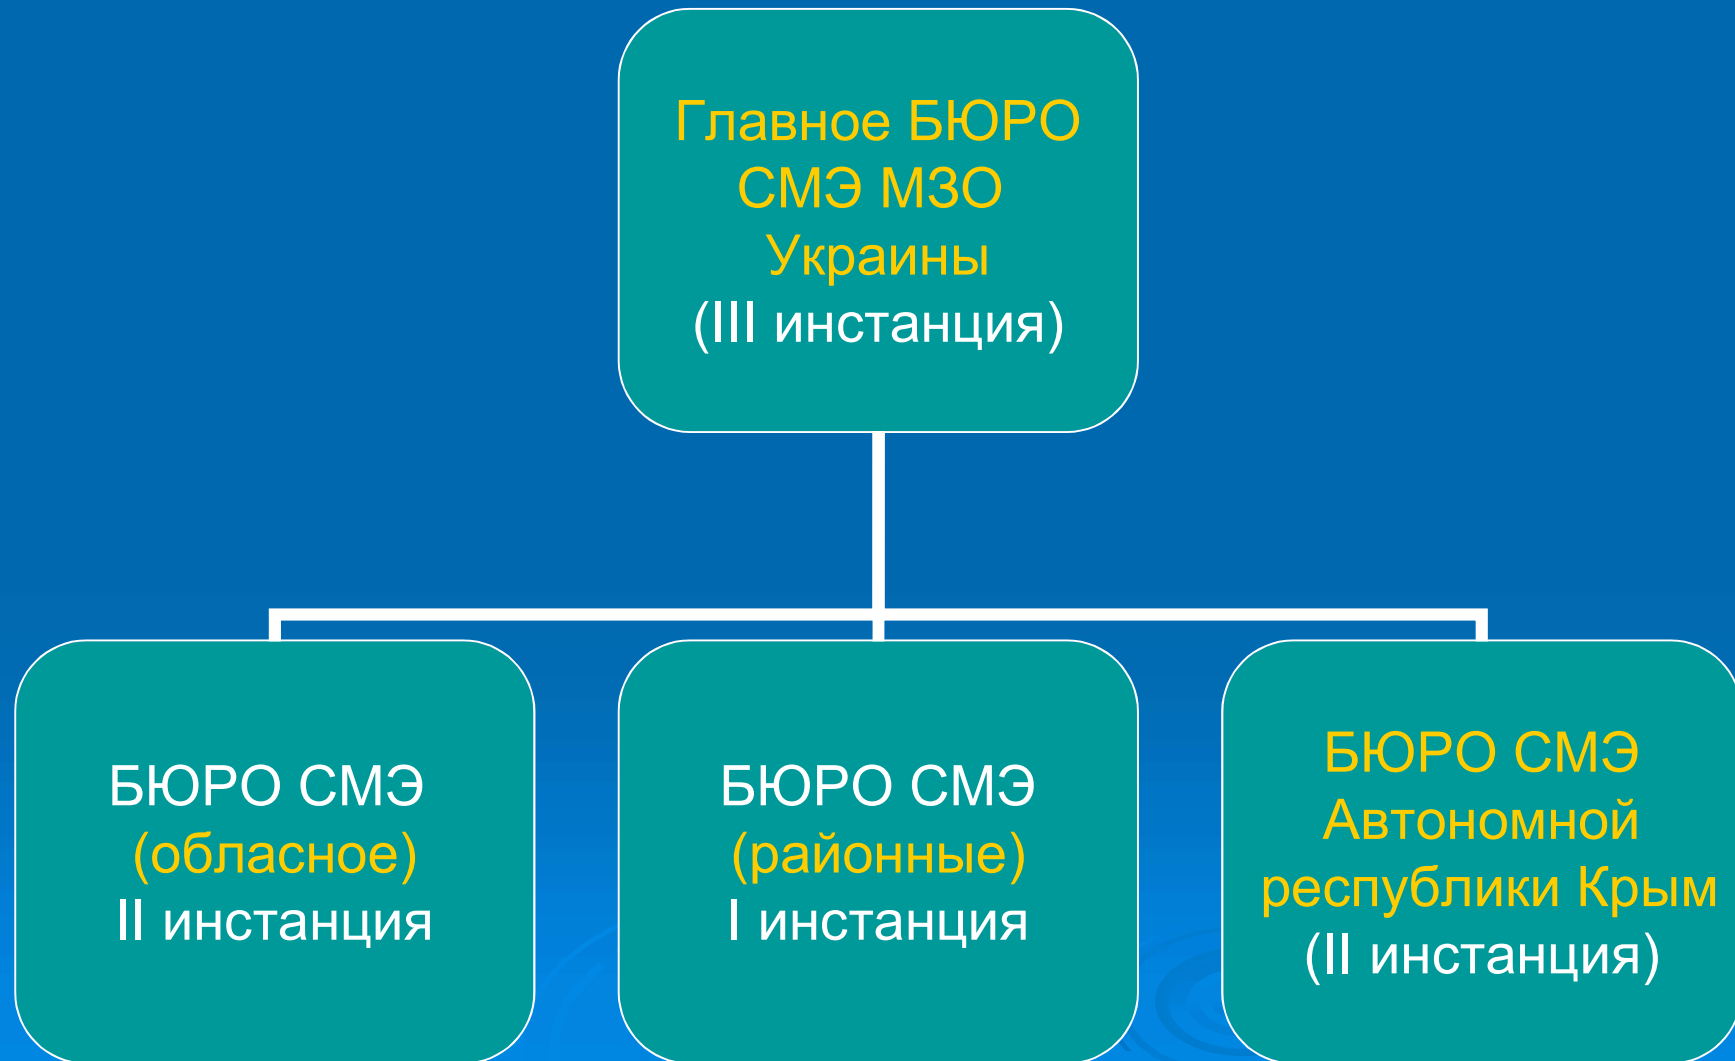 Главное БЮРО
СМЭ МЗО
Украины
(III инстанция)
БЮРО СМЭ
(обласное)
II инстанция
БЮРО СМЭ
(районные)
I инстанция
БЮРО СМЭ
Автономной
республики Крым
(II инстанция)